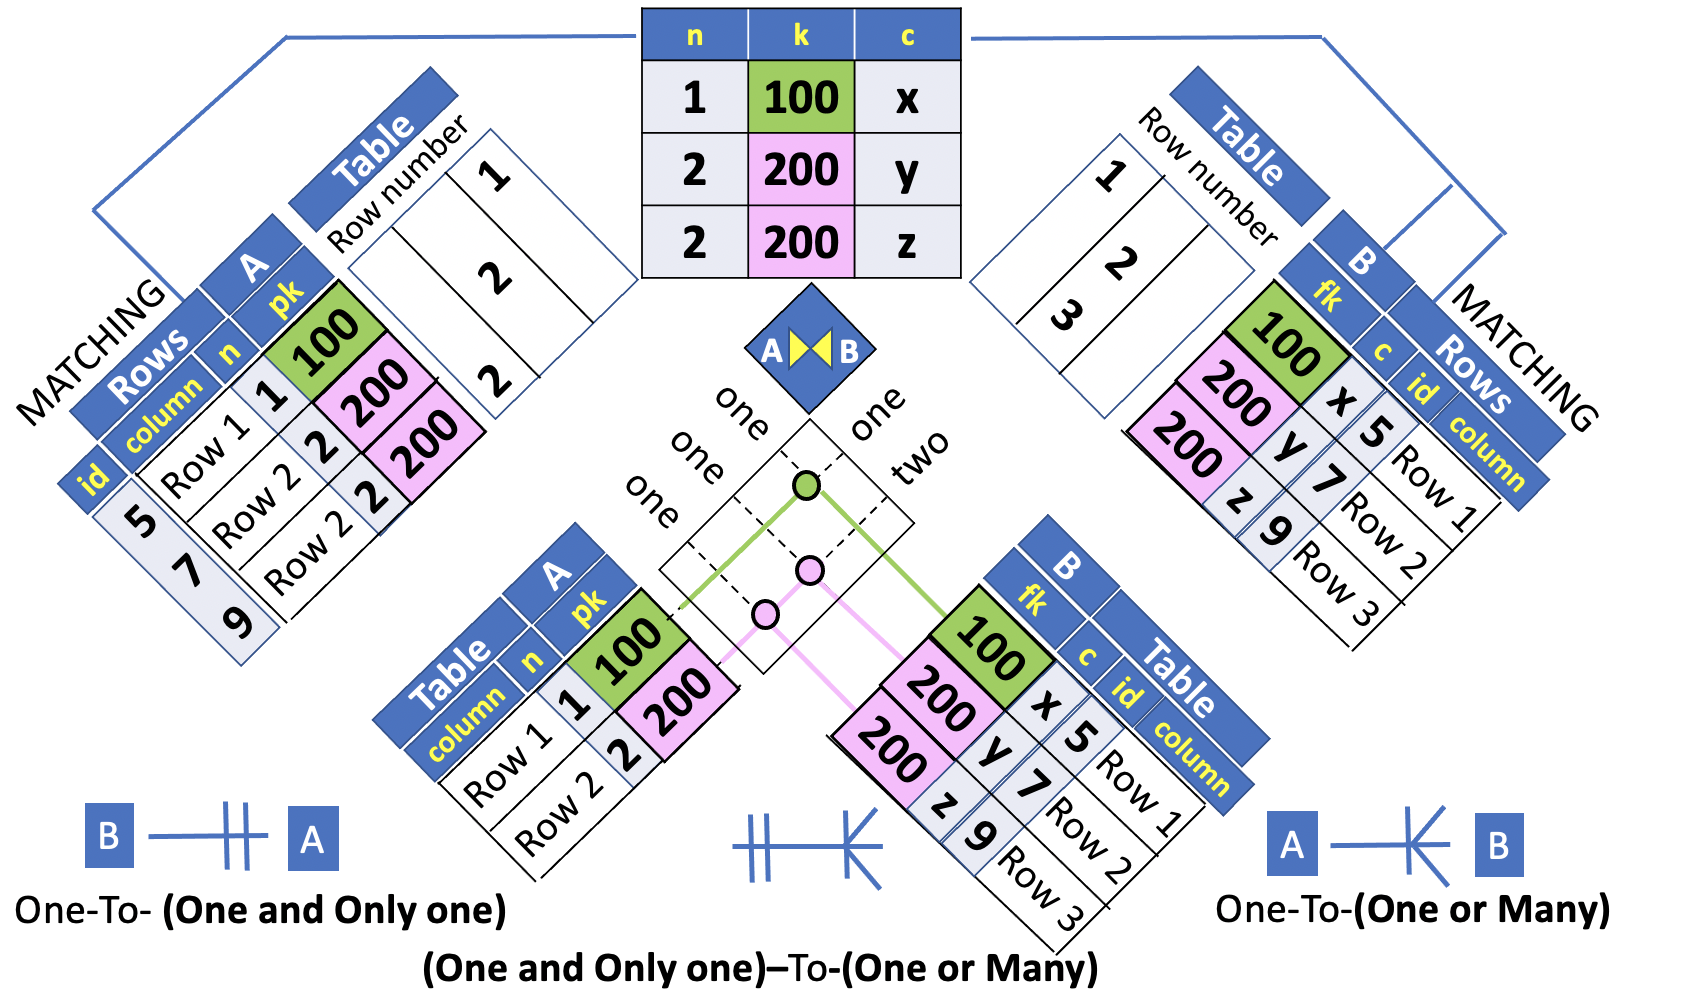 n k c
1 100 x
2 200 y
2 200 z
Table
Row number
1
2
2
MATCHING
Rows A
column n pk
id
Row 1 1 100
Row 2 2 200
Row 2 2 200
5
7
9
Table
Row number
1
2
3
MATCHING
B Rows
fk c id column
100 x 5 Row 1
200 y 7 Row 2
200 z 9 Row 3
A B
one one
one two
one
Table A
column n pk
Row 1 1 100
Row 2 2 200
B Table
fk c id column
100 x 5 Row 1
200 y 7 Row 2
200 z 9 Row 3
B A
One-To- (One and Only one)
A B
One-To-(One or Many)
(One and Only one)–To-(One or Many)